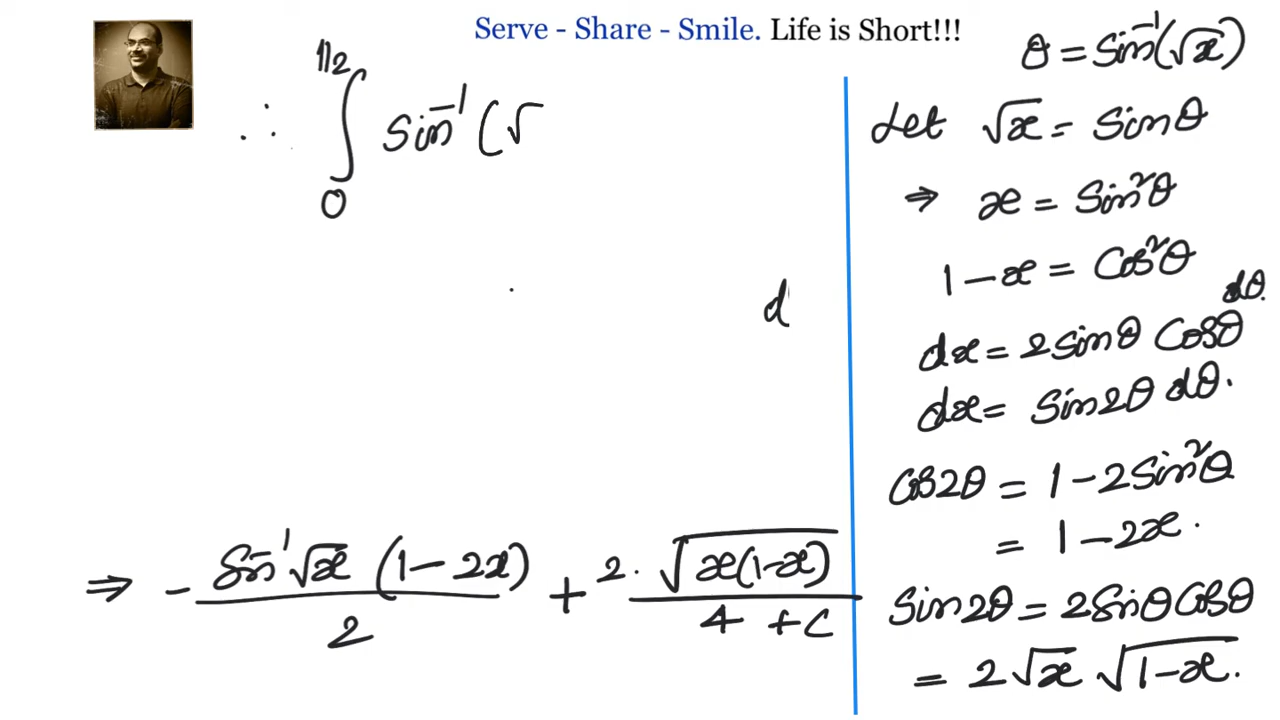 Serve - Share - Smile. Life is Short!!!
∴ ∫₀^{1/2} Sin⁻¹(√
d
⇒ - Sin⁻¹√x (1-2x)/2 + 2.√x(1-x)/4 + C
θ = Sin⁻¹(√x)
Let √x = Sinθ
⇒ x = Sin²θ
1-x = Cos²θ
dx = 2Sinθ Cosθ dθ.
dx = Sin2θ dθ.
Cos2θ = 1-2Sin²θ
= 1-2x.
Sin2θ = 2SinθCosθ
= 2√x √1-x.